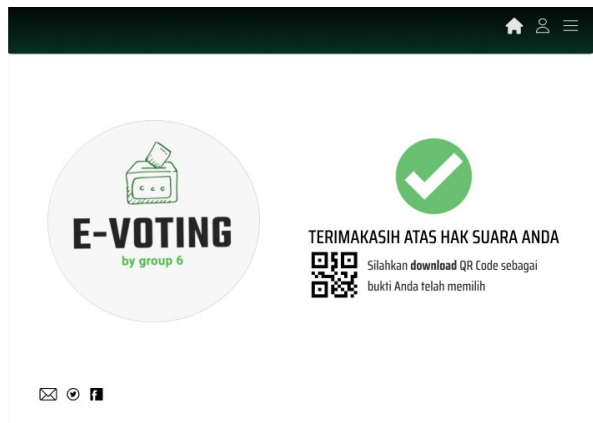 E-VOTING
by group 6
TERIMAKASIH ATAS HAK SUARA ANDA
Silahkan download QR Code sebagai
bukti Anda telah memilih